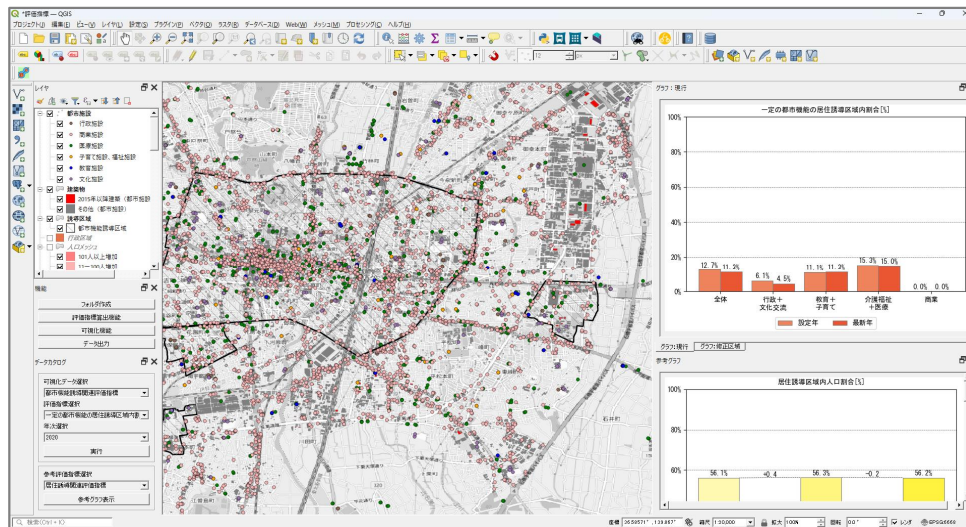 *評価指標 — QGIS
プロジェクト(J) 編集(E) ビュー(V) レイヤ(L) 設定(S) プラグイン(P) ベクタ(O) ラスタ(R) データベース(D) Web(W) メッシュ(M) プロセシング(C) ヘルプ(H)
12 px
レイヤ
都市施設
行政施設
商業施設
医療施設
子育て施設、福祉施設
教育施設
文化施設
建築物
2015年以降建築（都市施設
その他（都市施設）
誘導区域
都市機能誘導区域
行政区域
人口メッシュ
101人以上増加
11～100人増加
機能
フォルダ作成
評価指標算出機能
可視化機能
データ出力
データカタログ
可視化データ選択
都市機能誘導関連評価指標
評価指標選択
一定の都市機能の居住誘導区域内割
年次選択
2020
実行
参考評価指標選択
居住誘導関連評価指標
参考グラフ表示
石井町
グラフ：現行
一定の都市機能の居住誘導区域内割合[%]
100%
80%
60%
40%
20%
0%
12.7% 11.3%
6.1% 4.5%
11.1% 11.3%
15.3% 15.0%
0.0% 0.0%
全体
行政＋
文化交流
教育＋
子育て
介護福祉
＋医療
商業
設定年 最新年
グラフ：現行 グラフ：修正区域
参考グラフ
居住誘導区域内人口割合[%]
100%
80%
60%
56.1% +0.4 56.3% -0.2 56.2%
検索(Ctrl + K)
座標 36.58571°,139.857° 縮尺 1:30,000 拡大 100% 回転 0.0° レンダ EPSG:6668